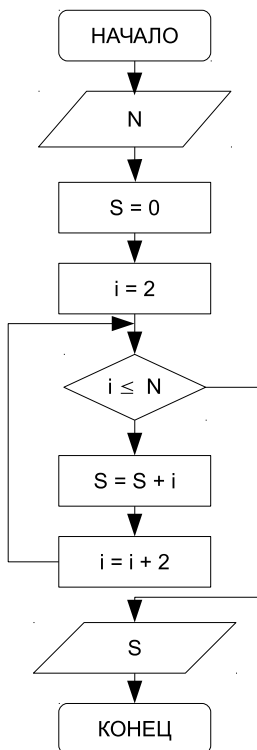 НАЧАЛО
N
S = 0
i = 2
i ≤ N
S = S + i
i = i + 2
S
КОНЕЦ